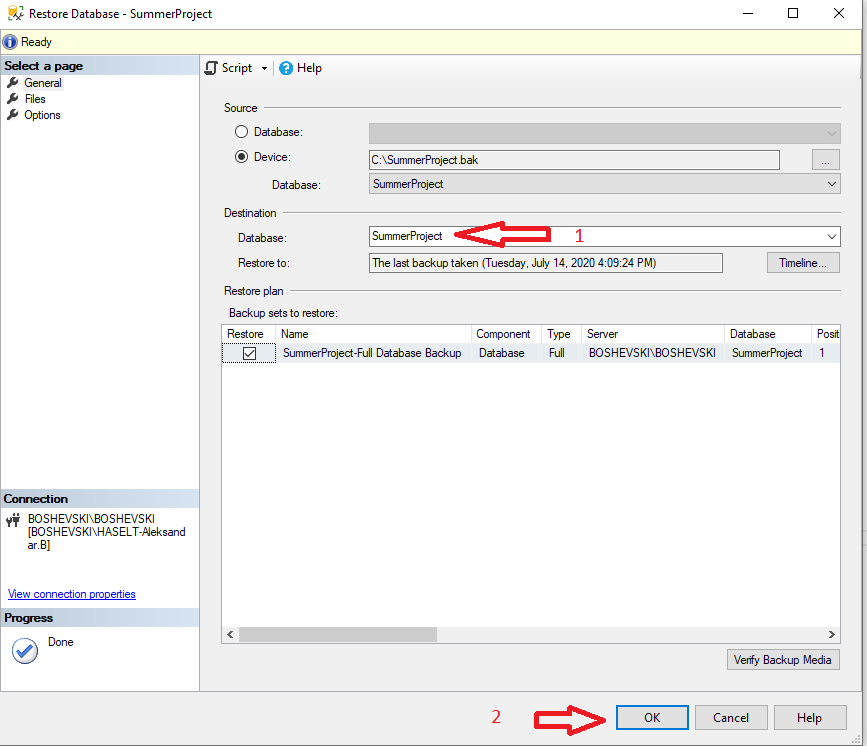 Restore Database - SummerProject
Ready
Select a page
General
Files
Options
Script
Help
Source
Database:
Device:
C:\SummerProject.bak
...
Database:
SummerProject
Destination
Database:
SummerProject
1
Restore to:
The last backup taken (Tuesday, July 14, 2020 4:09:24 PM)
Timeline...
Restore plan
Backup sets to restore:
Restore Name Component Type Server Database Posit
SummerProject-Full Database Backup Database Full BOSHEVSKI\BOSHEVSKI SummerProject 1
Connection
BOSHEVSKI\BOSHEVSKI
[BOSHEVSKI\HASELT-Aleksand
ar.B]
View connection properties
Progress
Done
Verify Backup Media
2
OK
Cancel
Help